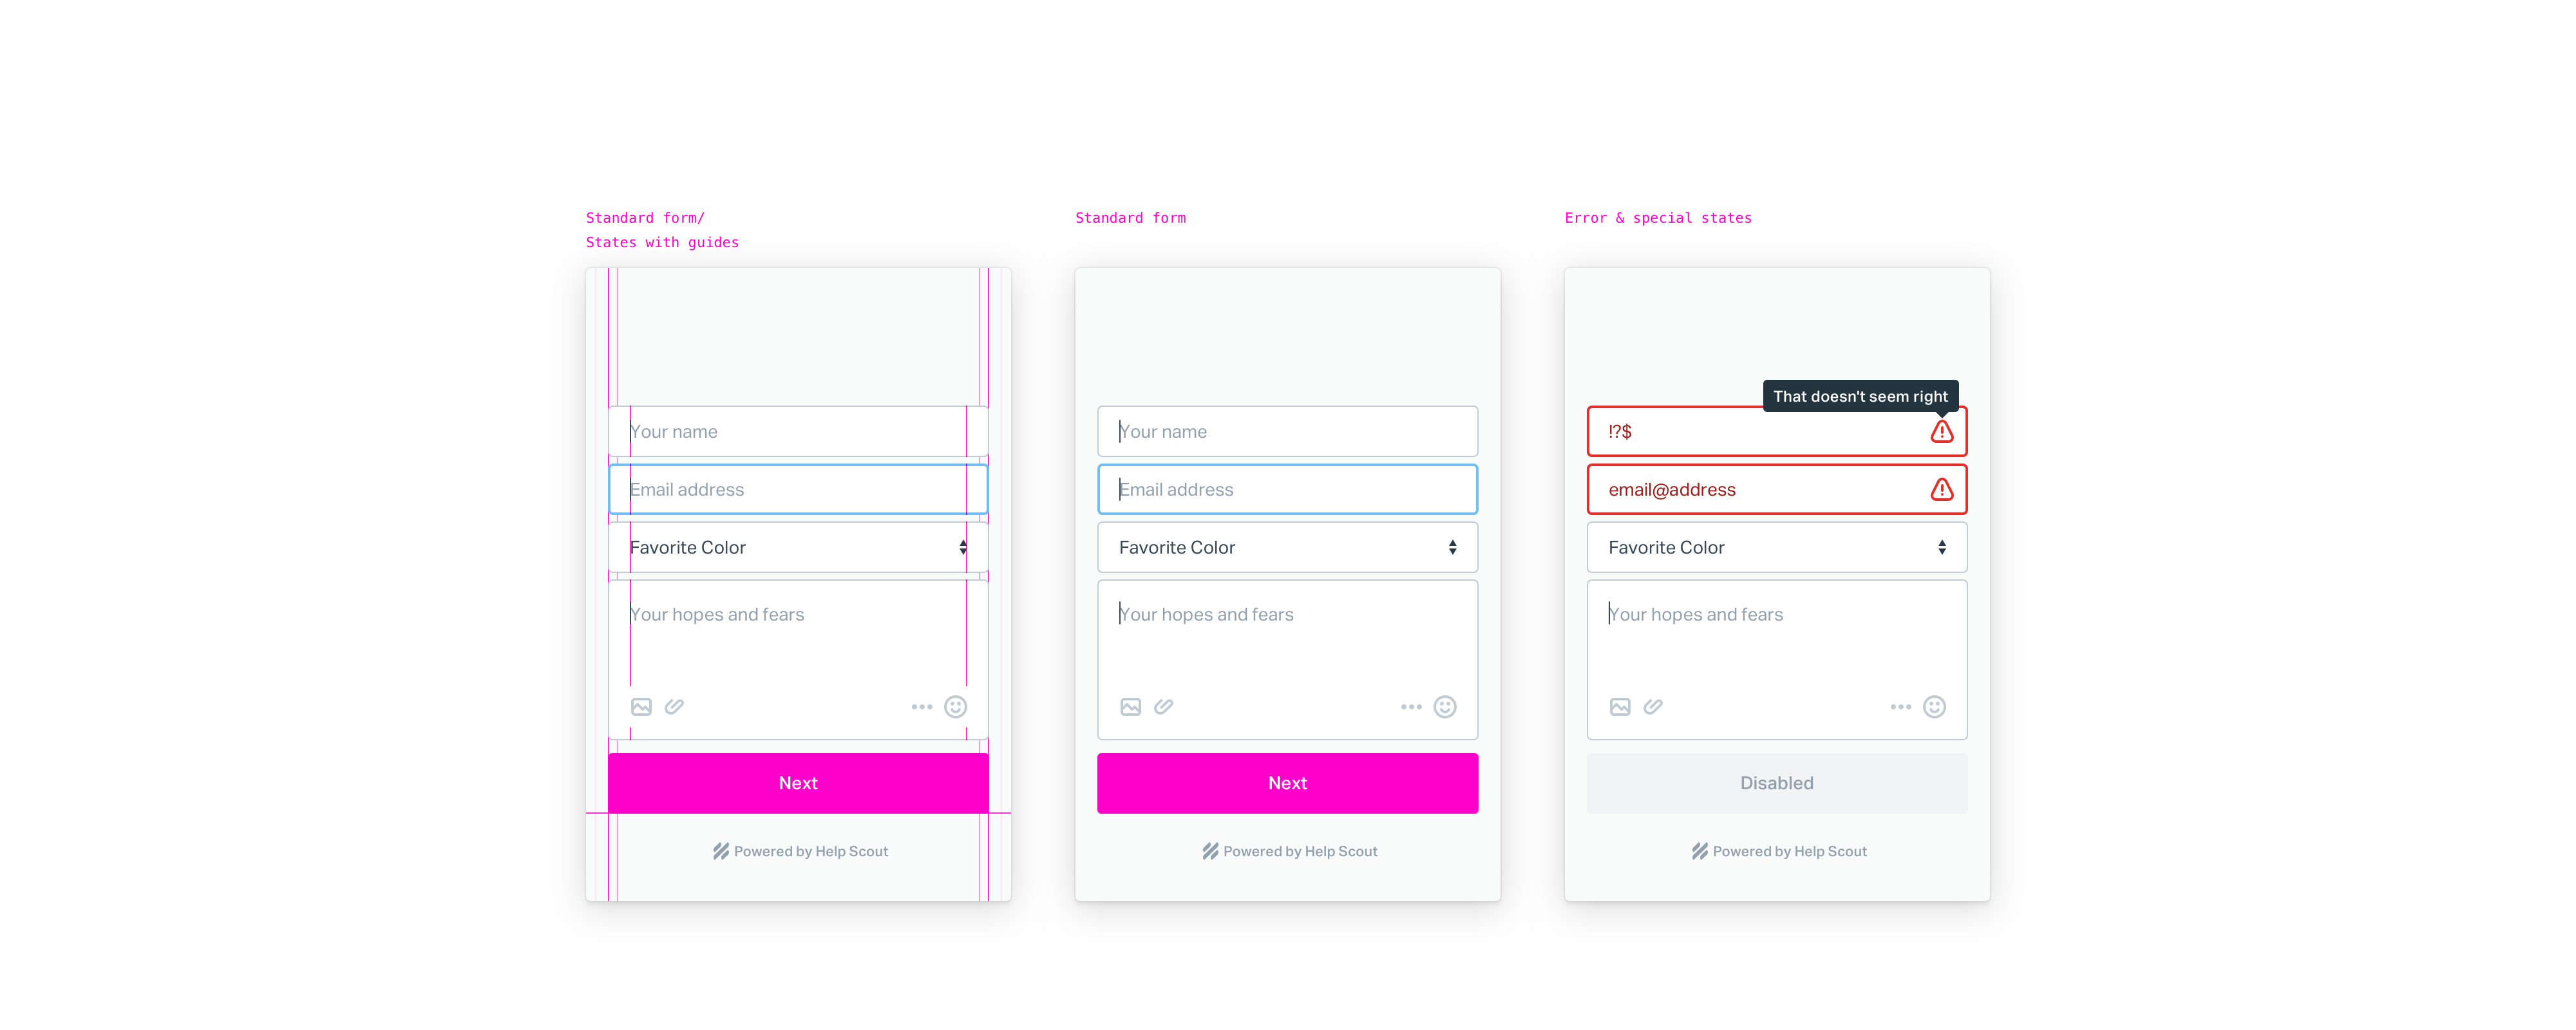 Standard form/
States with guides
Your name
Email address
Favorite Color
Your hopes and fears
Next
Powered by Help Scout
Standard form
Your name
Email address
Favorite Color
Your hopes and fears
Next
Powered by Help Scout
Error & special states
That doesn't seem right
!?$
email@address
Favorite Color
Your hopes and fears
Disabled
Powered by Help Scout